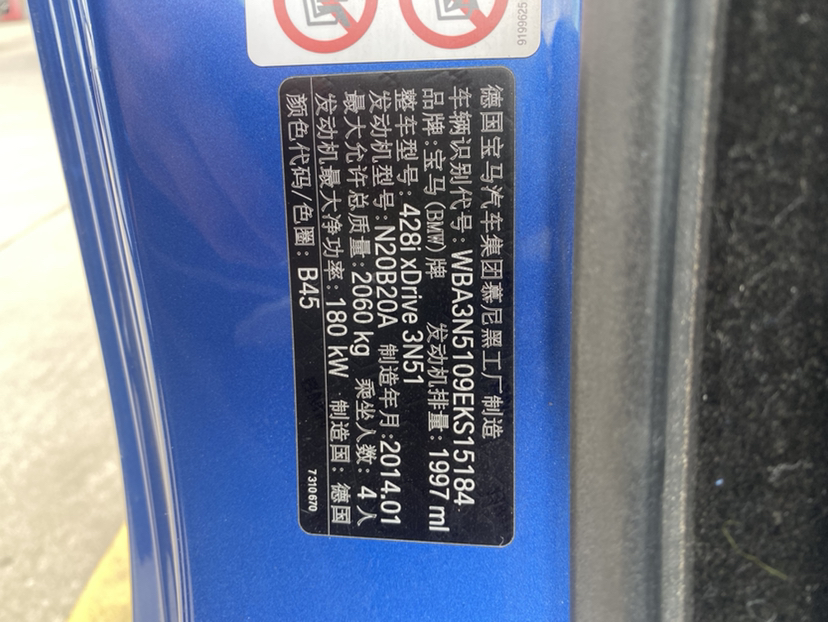 9199625
德国宝马汽车集团慕尼黑工厂制造
车辆识别代号：WBA3N5109EKS15184
品牌：宝马(BMW)牌 发动机排量：1997 ml
整车型号：428i xDrive 3N51
发动机型号：N20B20A 制造年月：2014.01
最大允许总质量：2060 kg 乘坐人数：4人
发动机最大净功率：180 kW 制造国：德国
颜色代码/色圈：B45
7 310 670